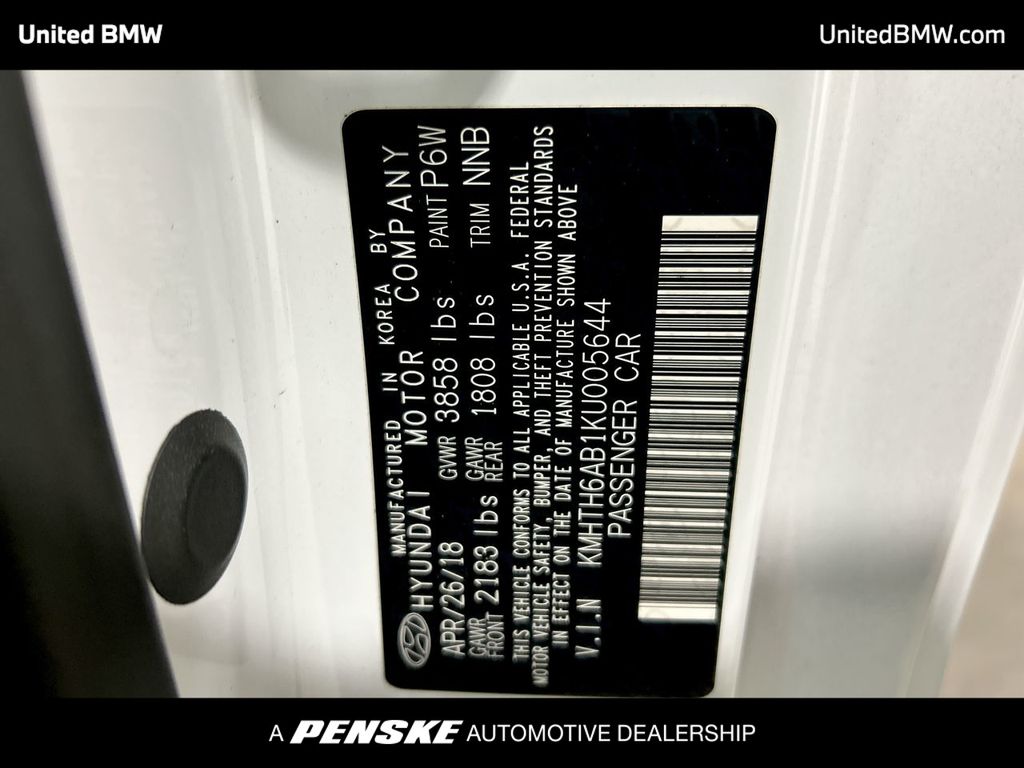 United BMW
UnitedBMW.com
MANUFACTURED IN KOREA BY
HYUNDAI MOTOR COMPANY
APR/26/18 GVWR 3858 lbs PAINT P6W
GAWR FRONT 2183 lbs GAWR REAR 1808 lbs TRIM NNB
THIS VEHICLE CONFORMS TO ALL APPLICABLE U.S.A. FEDERAL
MOTOR VEHICLE SAFETY, BUMPER, AND THEFT PREVENTION STANDARDS
IN EFFECT ON THE DATE OF MANUFACTURE SHOWN ABOVE
V.I.N KMHTH6AB1KU005644
PASSENGER CAR
A PENSKE AUTOMOTIVE DEALERSHIP